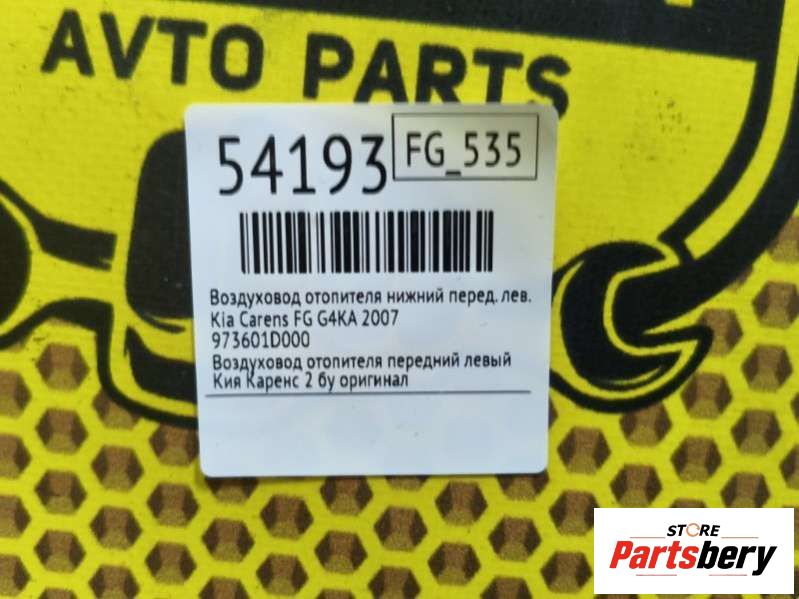 AVTO PARTS
54193
FG_535
Воздуховод отопителя нижний перед. лев.
Kia Carens FG G4KA 2007
973601D000
Воздуховод отопителя передний левый
Кия Каренс 2 бу оригинал
STORE
Partsbery